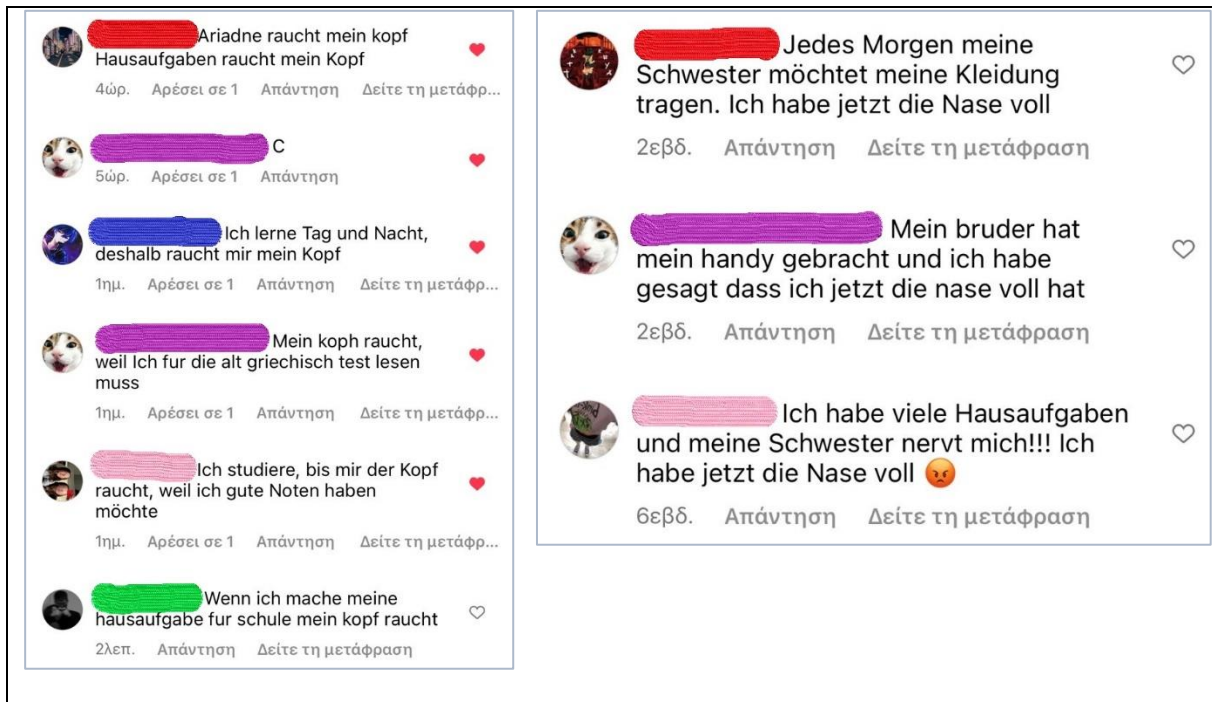 Ariadne raucht mein kopf
Hausaufgaben raucht mein Kopf
4ώρ. Αρέσει σε 1 Απάντηση Δείτε τη μετάφρ...
C
5ώρ. Αρέσει σε 1 Απάντηση
Ich lerne Tag und Nacht,
deshalb raucht mir mein Kopf
1ημ. Αρέσει σε 1 Απάντηση Δείτε τη μετάφρ...
Mein koph raucht,
weil Ich fur die alt griechisch test lesen
muss
1ημ. Αρέσει σε 1 Απάντηση Δείτε τη μετάφρ...
Ich studiere, bis mir der Kopf
raucht, weil ich gute Noten haben
möchte
1ημ. Αρέσει σε 1 Απάντηση Δείτε τη μετάφρ...
Wenn ich mache meine
hausaufgabe fur schule mein kopf raucht
2λεπ. Απάντηση Δείτε τη μετάφραση
Jedes Morgen meine
Schwester möchtet meine Kleidung
tragen. Ich habe jetzt die Nase voll
2εβδ. Απάντηση Δείτε τη μετάφραση
Mein bruder hat
mein handy gebracht und ich habe
gesagt dass ich jetzt die nase voll hat
2εβδ. Απάντηση Δείτε τη μετάφραση
Ich habe viele Hausaufgaben
und meine Schwester nervt mich!!! Ich
habe jetzt die Nase voll 😡
6εβδ. Απάντηση Δείτε τη μετάφραση